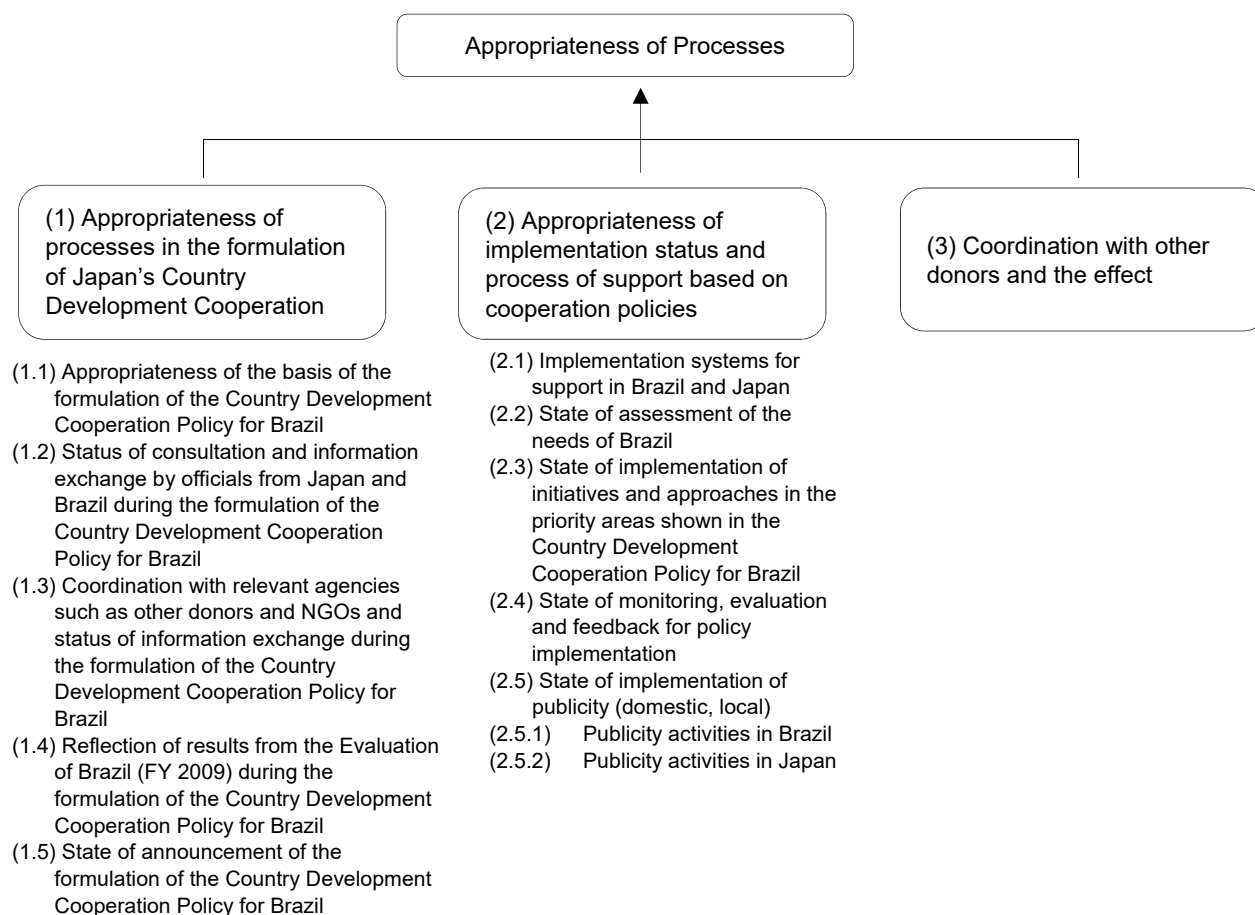 Appropriateness of Processes
(1) Appropriateness of
processes in the formulation
of Japan’s Country
Development Cooperation
(2) Appropriateness of
implementation status and
process of support based on
cooperation policies
(3) Coordination with other
donors and the effect
(1.1) Appropriateness of the basis of the
formulation of the Country Development
Cooperation Policy for Brazil
(1.2) Status of consultation and information
exchange by officials from Japan and
Brazil during the formulation of the
Country Development Cooperation
Policy for Brazil
(1.3) Coordination with relevant agencies
such as other donors and NGOs and
status of information exchange during
the formulation of the Country
Development Cooperation Policy for
Brazil
(1.4) Reflection of results from the Evaluation
of Brazil (FY 2009) during the
formulation of the Country Development
Cooperation Policy for Brazil
(1.5) State of announcement of the
formulation of the Country Development
Cooperation Policy for Brazil
(2.1) Implementation systems for
support in Brazil and Japan
(2.2) State of assessment of the
needs of Brazil
(2.3) State of implementation of
initiatives and approaches in the
priority areas shown in the
Country Development
Cooperation Policy for Brazil
(2.4) State of monitoring, evaluation
and feedback for policy
implementation
(2.5) State of implementation of
publicity (domestic, local)
(2.5.1) Publicity activities in Brazil
(2.5.2) Publicity activities in Japan